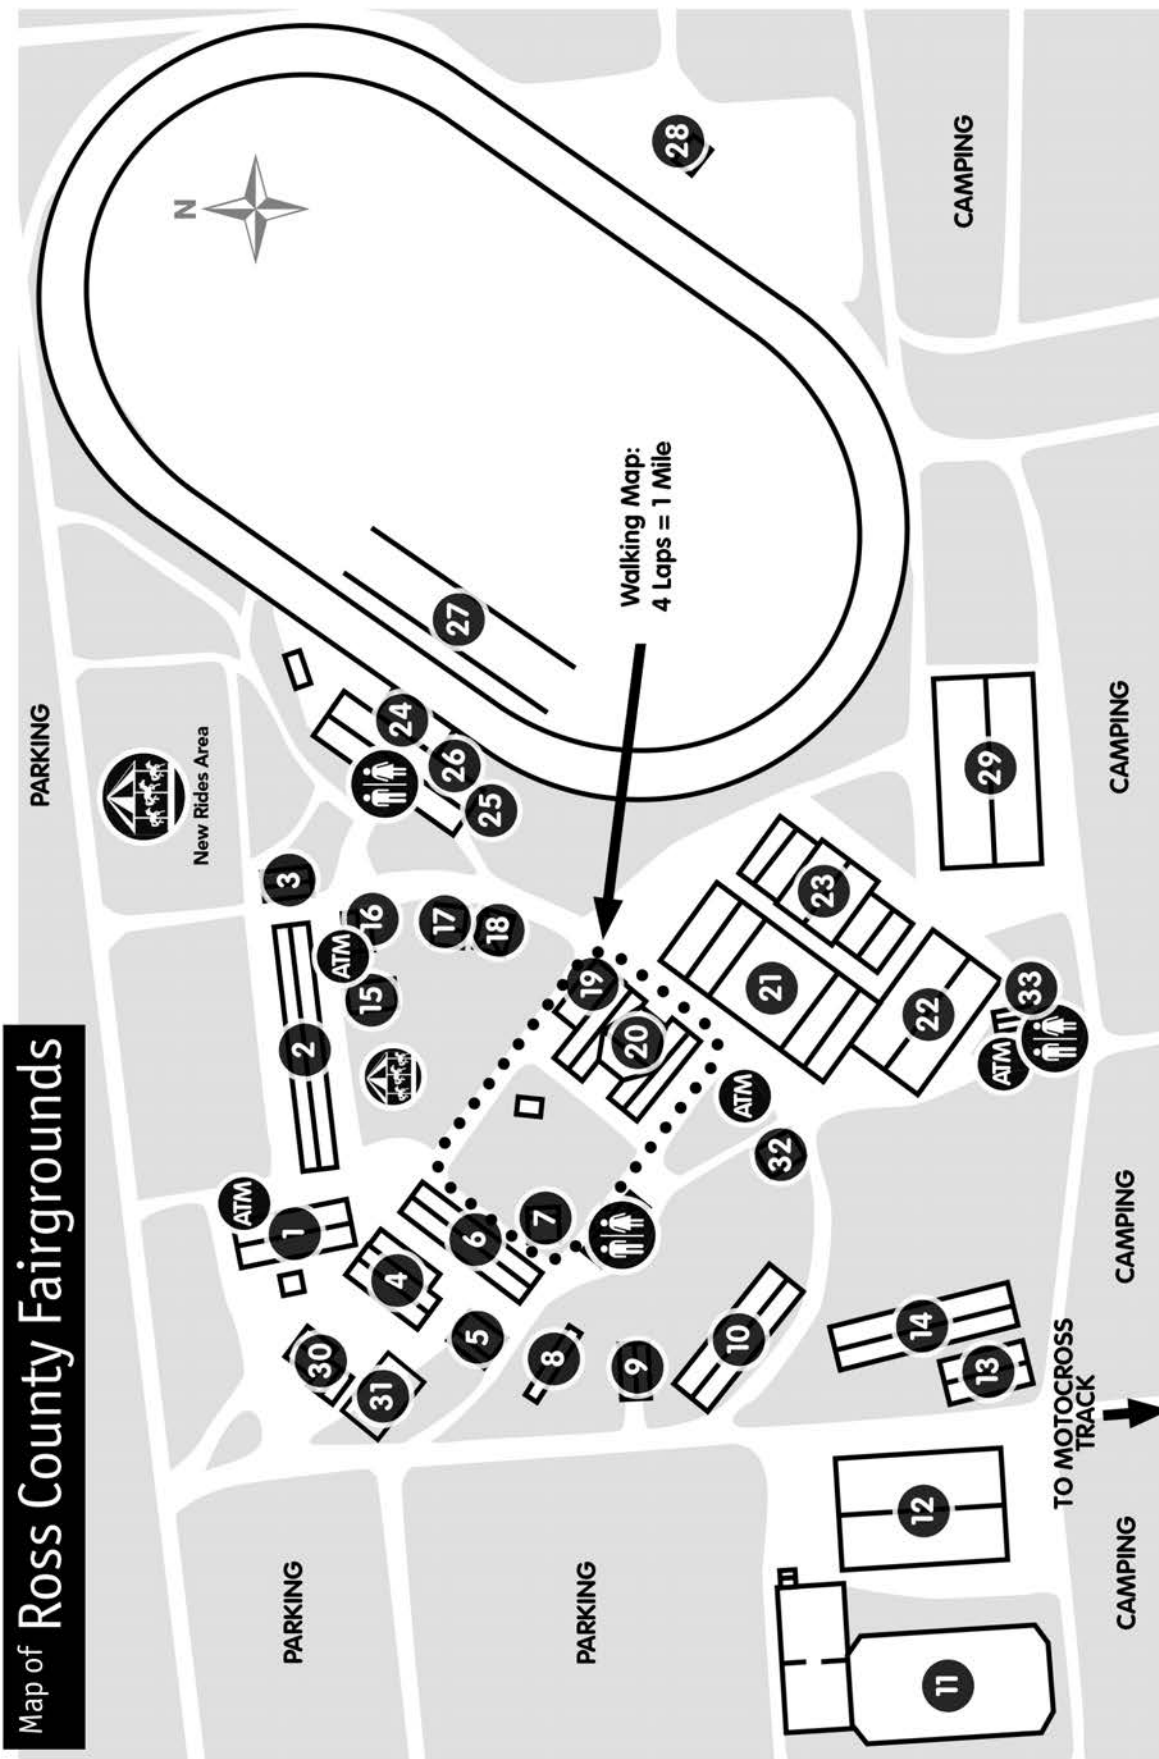 Map of Ross County Fairgrounds
PARKING
N
New Rides Area
ATM
3
PARKING
1
2
30
ATM
15
16
31
4
24
17
26
27
6
5
25
18
7
8
PARKING
19
Walking Map:
4 Laps = 1 Mile
9
20
28
10
ATM
21
32
23
12
14
22
11
CAMPING
13
29
ATM
33
TO MOTOCROSS
TRACK
CAMPING
CAMPING
CAMPING